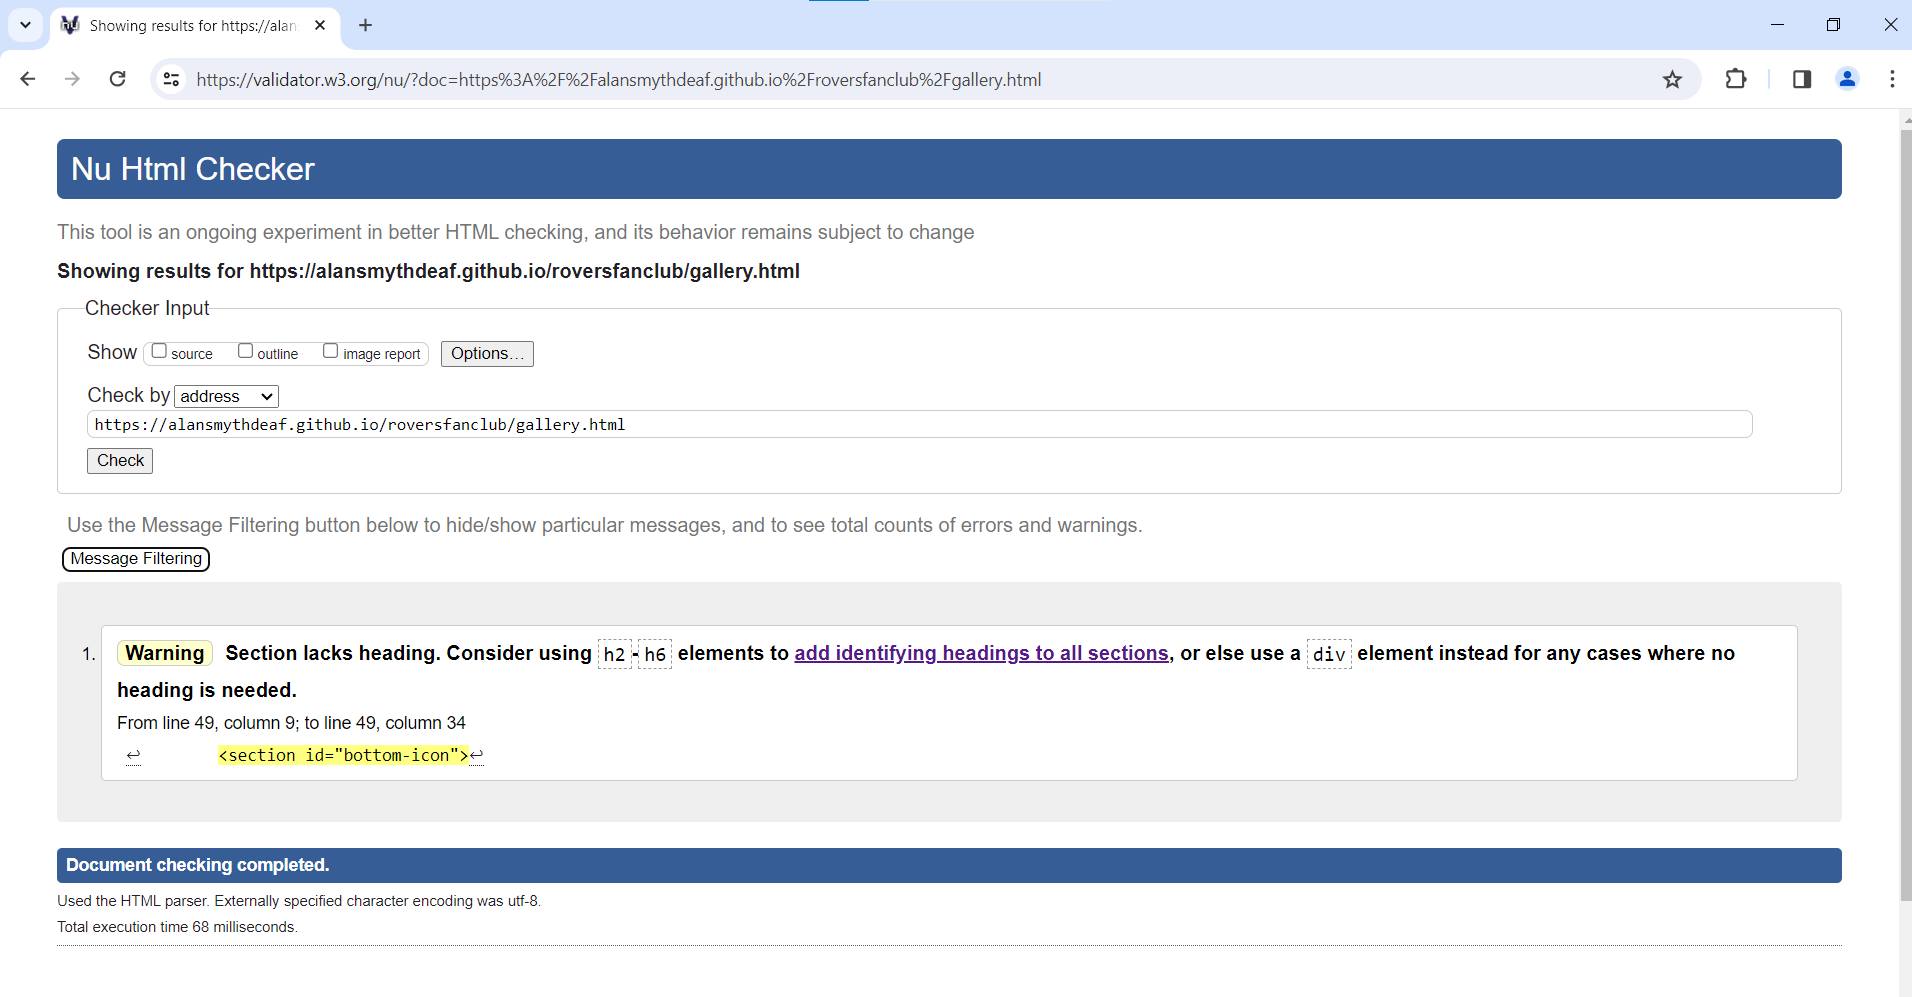 Showing results for https://alan
https://validator.w3.org/nu/?doc=https%3A%2F%2Falansmythdeaf.github.io%2Froversfanclub%2Fgallery.html
Nu Html Checker
This tool is an ongoing experiment in better HTML checking, and its behavior remains subject to change
Showing results for https://alansmythdeaf.github.io/roversfanclub/gallery.html
Checker Input
Show source outline image report Options...
Check by address
https://alansmythdeaf.github.io/roversfanclub/gallery.html
Check
Use the Message Filtering button below to hide/show particular messages, and to see total counts of errors and warnings.
Message Filtering
1. Warning Section lacks heading. Consider using h2-h6 elements to add identifying headings to all sections, or else use a div element instead for any cases where no
heading is needed.
From line 49, column 9; to line 49, column 34
↩ <section id="bottom-icon">↩
Document checking completed.
Used the HTML parser. Externally specified character encoding was utf-8.
Total execution time 68 milliseconds.